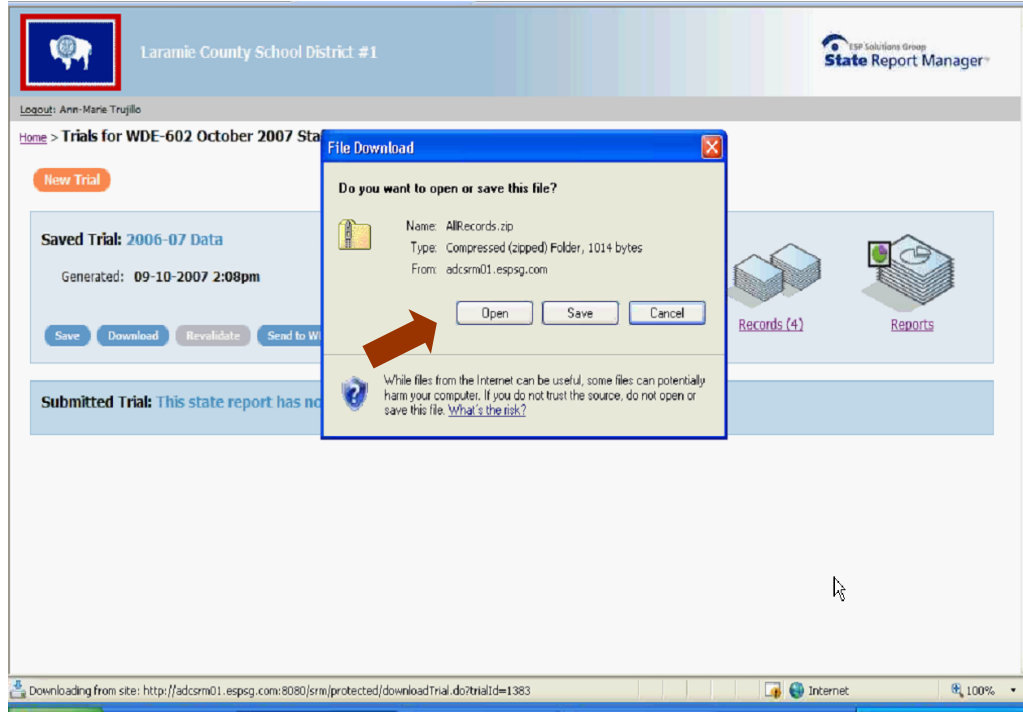 Laramie County School District #1
ESP Solutions Group
State Report Manager
Logout: Ann-Marie Trujillo
Home > Trials for WDE-602 October 2007 Sta
New Trial
File Download
Do you want to open or save this file?
Name: AllRecords.zip
Type: Compressed (zipped) Folder, 1014 bytes
From: adcsrm01.espsg.com
Open Save Cancel
While files from the Internet can be useful, some files can potentially
harm your computer. If you do not trust the source, do not open or
save this file. What's the risk?
Saved Trial: 2006-07 Data
Generated: 09-10-2007 2:08pm
Save Download Revalidate Send to W
Records (4) Reports
Submitted Trial: This state report has no
Downloading from site: http://adcsrm01.espsg.com:8080/srm/protected/downloadTrial.do?trialId=1383
Internet 100%